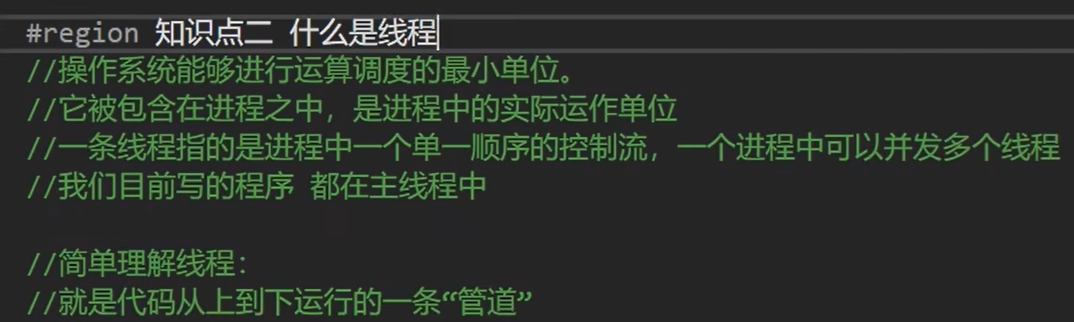 #region 知识点二 什么是线程
//操作系统能够进行运算调度的最小单位。
//它被包含在进程之中，是进程中的实际运作单位
//一条线程指的是进程中一个单一顺序的控制流，一个进程中可以并发多个线程
//我们目前写的程序 都在主线程中
//简单理解线程：
//就是代码从上到下运行的一条“管道”